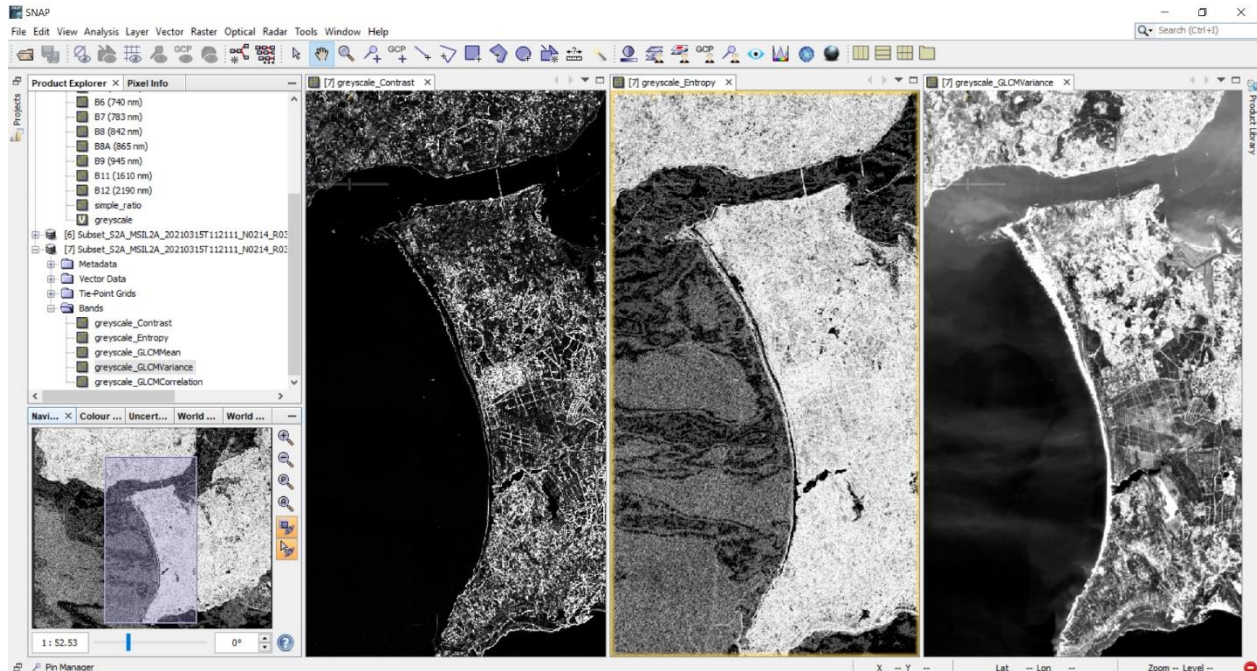 SNAP
File Edit View Analysis Layer Vector Raster Optical Radar Tools Window Help
Search (Ctrl+I)
GCP
GCP
GCP
Projects
Product Explorer
Pixel Info
B6 (740 nm)
B7 (783 nm)
B8 (842 nm)
B8A (865 nm)
B9 (945 nm)
B11 (1610 nm)
B12 (2190 nm)
simple_ratio
greyscale
[6] Subset_S2A_MSIL2A_20210315T112111_N0214_R03
[7] Subset_S2A_MSIL2A_20210315T112111_N0214_R03
Metadata
Vector Data
Tie-Point Grids
Bands
greyscale_Contrast
greyscale_Entropy
greyscale_GLCMMean
greyscale_GLCMVariance
greyscale_GLCMCorrelation
Navi... Colour ... Uncert... World ... World ...
1 : 52.53
0°
[7] greyscale_Contrast
[7] greyscale_Entropy
[7] greyscale_GLCMVariance
Product Library
Pin Manager
X -- Y -- Lat -- Lon -- Zoom -- Level --